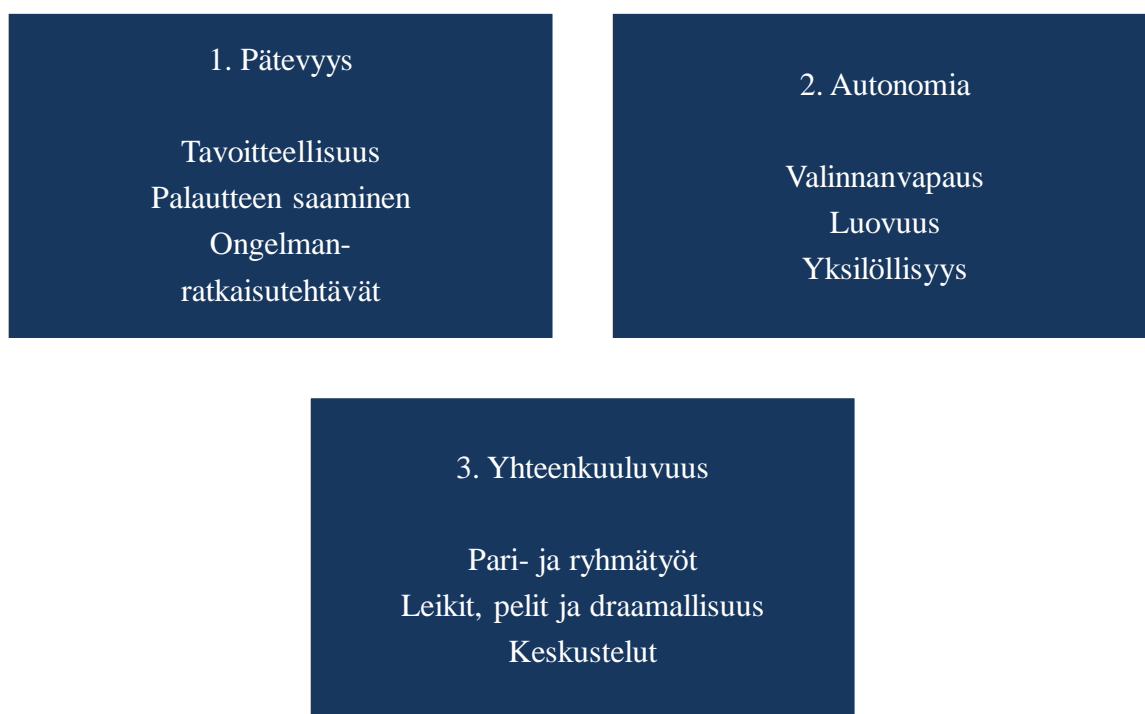 1. Pätevyys
Tavoitteellisuus
Palautteen saaminen
Ongelman-
ratkaisutehtävät
2. Autonomia
Valinnanvapaus
Luovuus
Yksilöllisyys
3. Yhteenkuuluvuus
Pari- ja ryhmätyöt
Leikit, pelit ja draamallisuus
Keskustelut